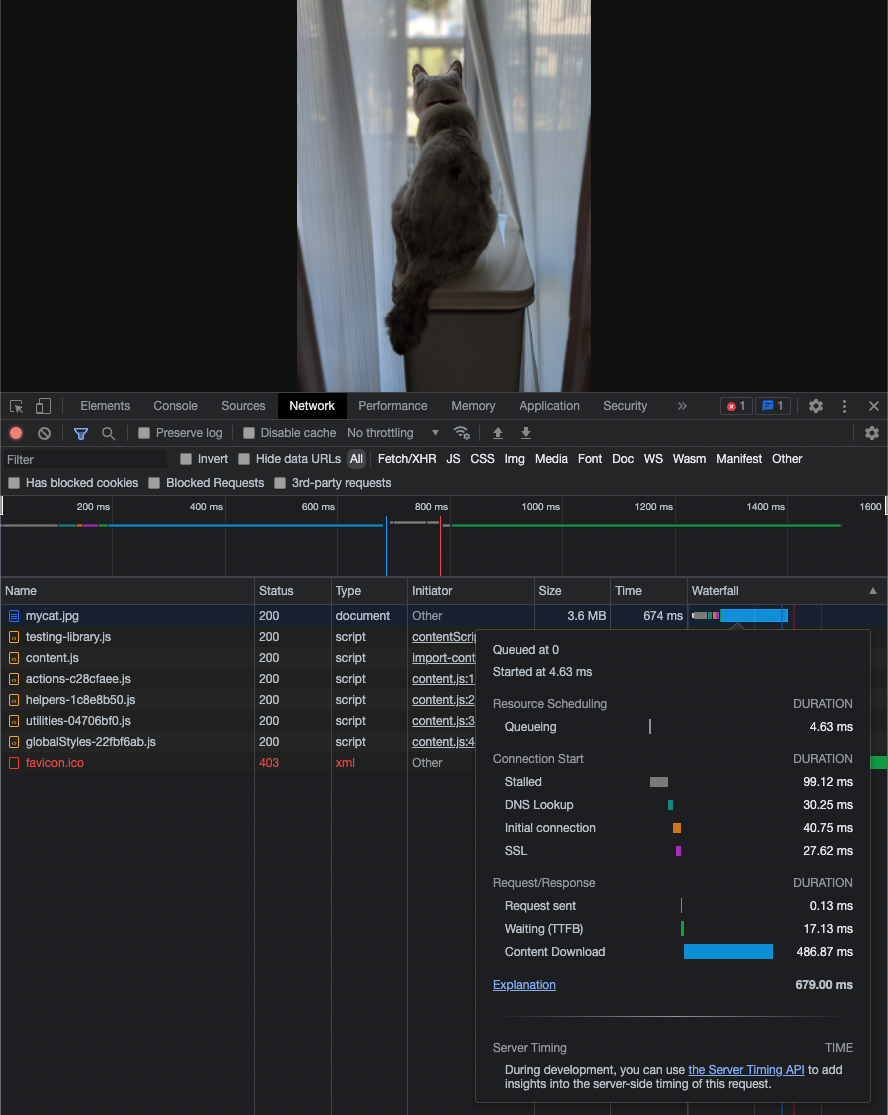 Elements Console Sources Network Performance Memory Application Security » 1 1
Preserve log Disable cache No throttling
Filter Invert Hide data URLs All Fetch/XHR JS CSS Img Media Font Doc WS Wasm Manifest Other
Has blocked cookies Blocked Requests 3rd-party requests
200 ms 400 ms 600 ms 800 ms 1000 ms 1200 ms 1400 ms 1600
Name Status Type Initiator Size Time Waterfall
mycat.jpg 200 document Other 3.6 MB 674 ms
testing-library.js 200 script contentScrip
content.js 200 script import-cont
actions-c28cfaee.js 200 script content.js:1
helpers-1c8e8b50.js 200 script content.js:2
utilities-04706bf0.js 200 script content.js:3
globalStyles-22fbf6ab.js 200 script content.js:4
favicon.ico 403 xml Other
Queued at 0
Started at 4.63 ms
Resource Scheduling DURATION
Queueing 4.63 ms
Connection Start DURATION
Stalled 99.12 ms
DNS Lookup 30.25 ms
Initial connection 40.75 ms
SSL 27.62 ms
Request/Response DURATION
Request sent 0.13 ms
Waiting (TTFB) 17.13 ms
Content Download 486.87 ms
Explanation 679.00 ms
Server Timing TIME
During development, you can use the Server Timing API to add
insights into the server-side timing of this request.